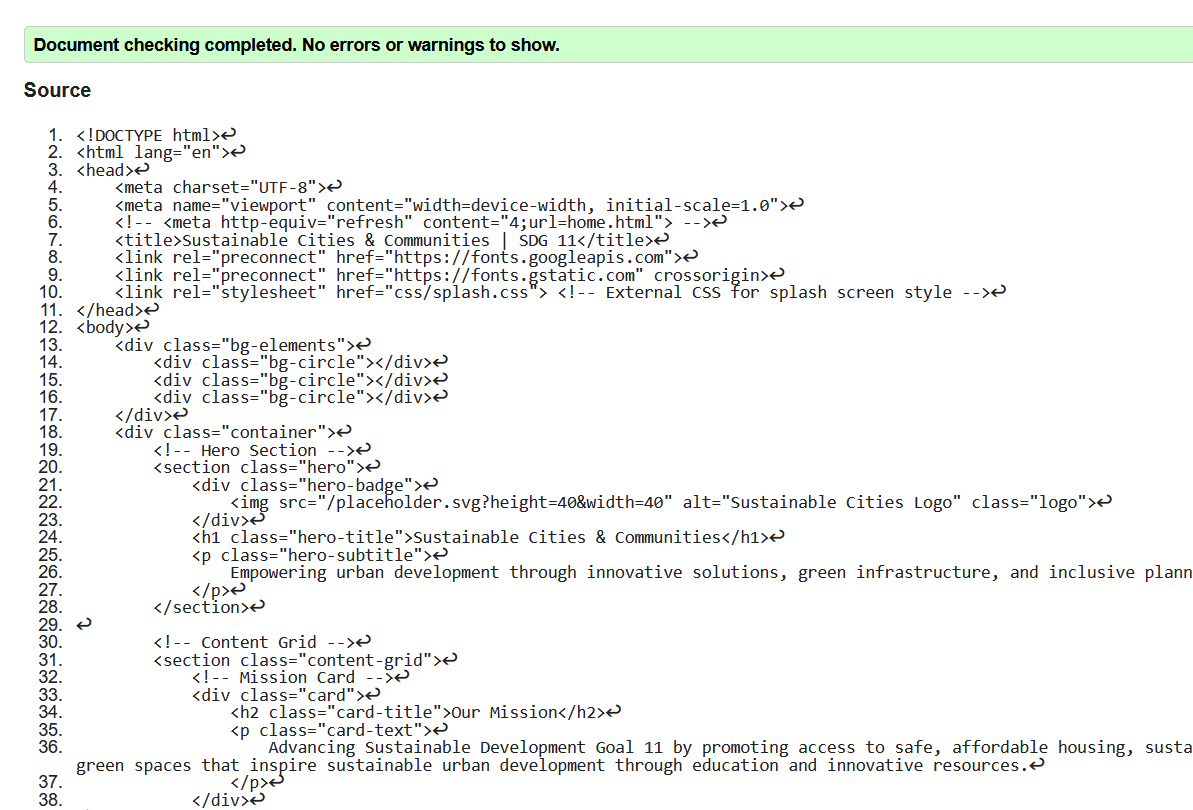 Document checking completed. No errors or warnings to show.
Source
1. <!DOCTYPE html>↩
2. <html lang="en">↩
3. <head>↩
4.     <meta charset="UTF-8">↩
5.     <meta name="viewport" content="width=device-width, initial-scale=1.0">↩
6.     <!-- <meta http-equiv="refresh" content="4;url=home.html"> -->↩
7.     <title>Sustainable Cities & Communities | SDG 11</title>↩
8.     <link rel="preconnect" href="https://fonts.googleapis.com">↩
9.     <link rel="preconnect" href="https://fonts.gstatic.com" crossorigin>↩
10.     <link rel="stylesheet" href="css/splash.css"> <!-- External CSS for splash screen style -->↩
11. </head>↩
12. <body>↩
13.     <div class="bg-elements">↩
14.         <div class="bg-circle"></div>↩
15.         <div class="bg-circle"></div>↩
16.         <div class="bg-circle"></div>↩
17.     </div>↩
18.     <div class="container">↩
19.         <!-- Hero Section -->↩
20.         <section class="hero">↩
21.             <div class="hero-badge">↩
22.                 <img src="/placeholder.svg?height=40&width=40" alt="Sustainable Cities Logo" class="logo">↩
23.             </div>↩
24.             <h1 class="hero-title">Sustainable Cities & Communities</h1>↩
25.             <p class="hero-subtitle">↩
26.                 Empowering urban development through innovative solutions, green infrastructure, and inclusive plann
27.             </p>↩
28.         </section>↩
29. ↩
30.         <!-- Content Grid -->↩
31.         <section class="content-grid">↩
32.             <!-- Mission Card -->↩
33.             <div class="card">↩
34.                 <h2 class="card-title">Our Mission</h2>↩
35.                 <p class="card-text">↩
36.                     Advancing Sustainable Development Goal 11 by promoting access to safe, affordable housing, susta
green spaces that inspire sustainable urban development through education and innovative resources.↩
37.                 </p>↩
38.             </div>↩